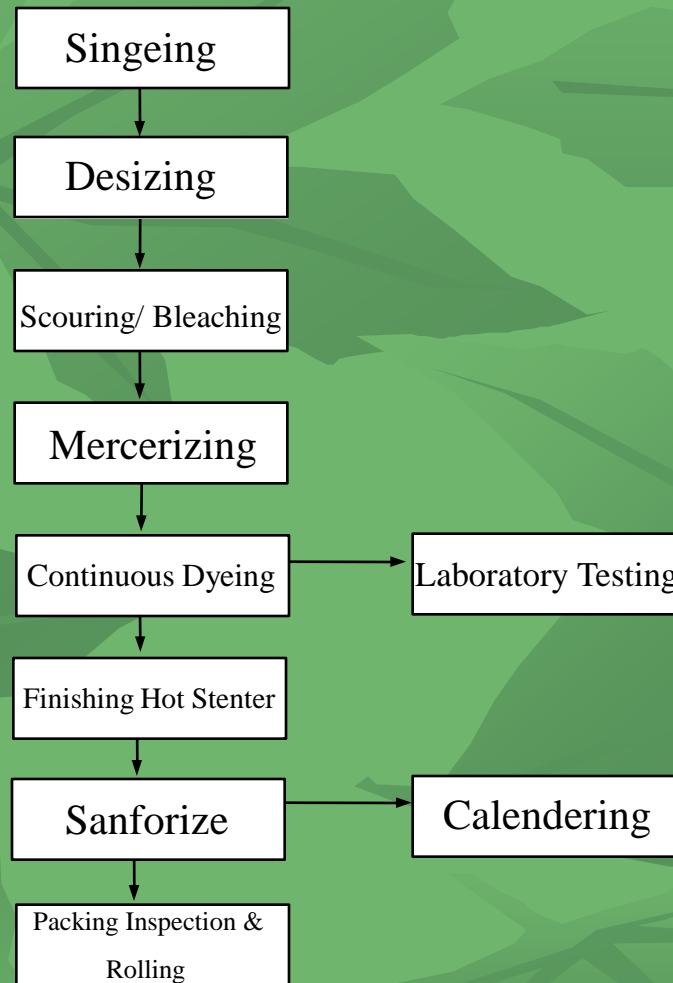 Singeing
Desizing
Scouring/ Bleaching
Mercerizing
Continuous Dyeing
Laboratory Testing
Finishing Hot Stenter
Sanforize
Calendering
Packing Inspection &
Rolling